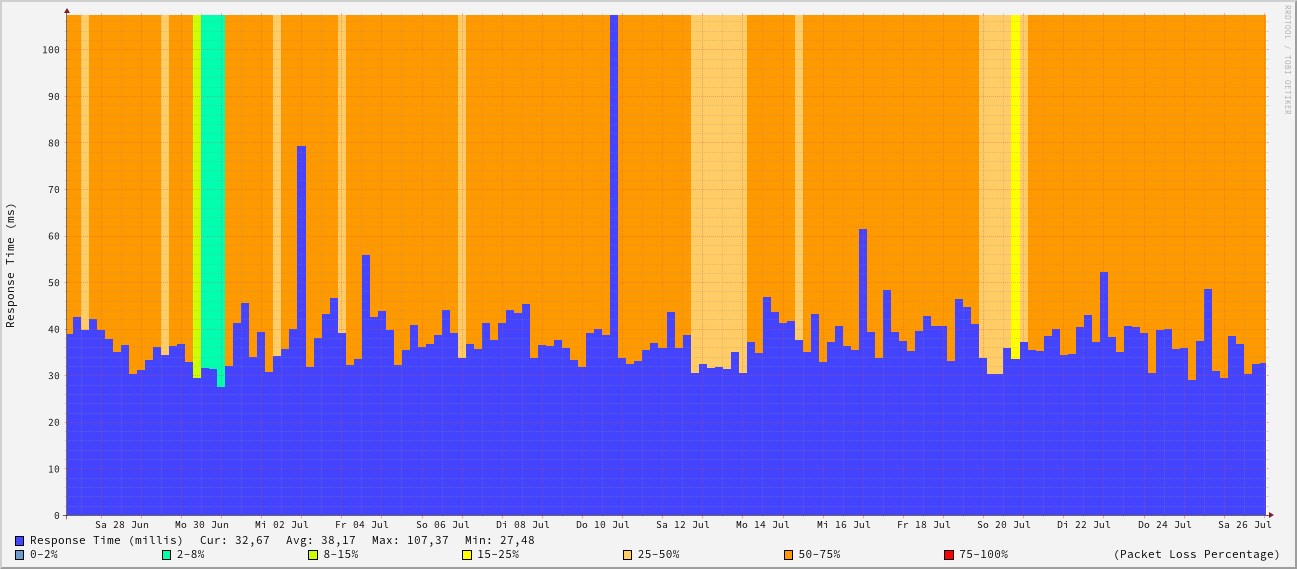 RRDTOOL / TOBI OETIKER
Response Time (ms)
100
90
80
70
60
50
40
30
20
10
0
Sa 28 Jun Mo 30 Jun Mi 02 Jul Fr 04 Jul So 06 Jul Di 08 Jul Do 10 Jul Sa 12 Jul Mo 14 Jul Mi 16 Jul Fr 18 Jul So 20 Jul Di 22 Jul Do 24 Jul Sa 26 Jul
Response Time (millis) Cur: 32,67 Avg: 38,17 Max: 107,37 Min: 27,48
0-2% 2-8% 8-15% 15-25% 25-50% 50-75% 75-100% (Packet Loss Percentage)